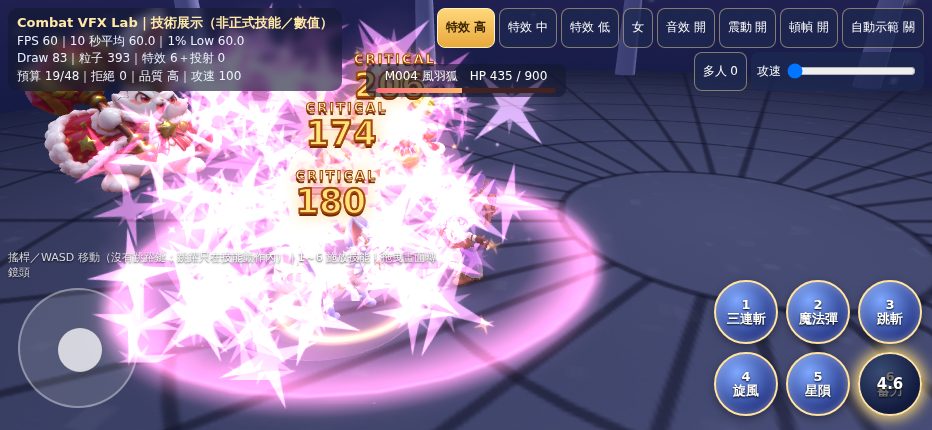 Combat VFX Lab｜技術展示（非正式技能／數值）
FPS 60｜10 秒平均 60.0｜1% Low 60.0
Draw 83｜粒子 393｜特效 6＋投射 0
預算 19/48｜拒絕 0｜品質 高｜攻速 100
特效 高
特效 中
特效 低
女
音效 開
震動 開
頓幀 開
自動示範 關
多人 0
攻速
CRITICAL
M004 風羽狐 HP 435 / 900
CRITICAL
174
CRITICAL
180
搖桿／WASD 移動
1～6 施放技能
鏡頭
1
三連斬
2
魔法彈
3
跳斬
4
旋風
5
星隕
4.6